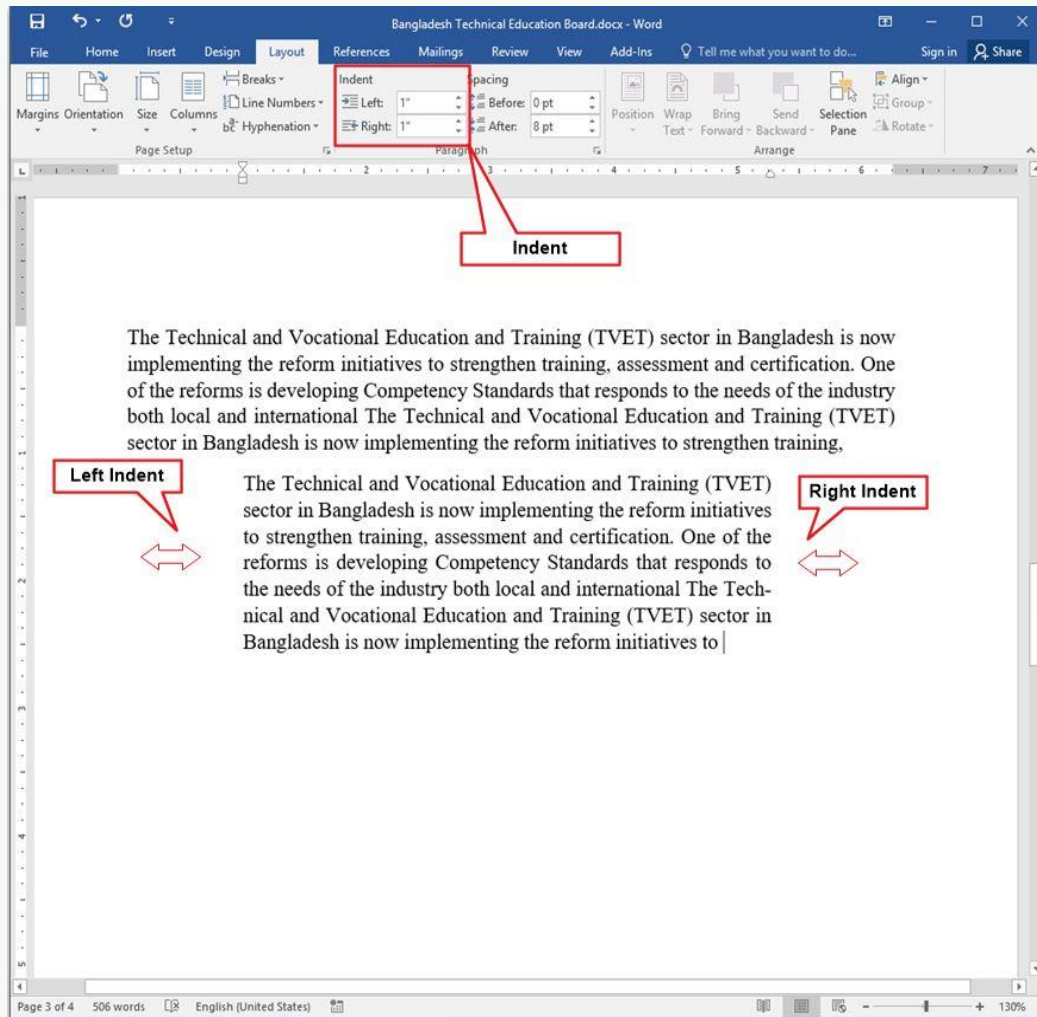 Bangladesh Technical Education Board.docx - Word
File Home Insert Design Layout References Mailings Review View Add-Ins Tell me what you want to do... Sign in Share
Margins Orientation Size Columns
Breaks
Line Numbers
Hyphenation
Page Setup
Indent
Left: 1"
Right: 1"
Spacing
Before: 0 pt
After: 8 pt
Paragraph
Position Wrap Text Bring Forward Send Backward Selection Pane
Align
Group
Rotate
Arrange
2 3 4 5 6 7
Indent
The Technical and Vocational Education and Training (TVET) sector in Bangladesh is now
implementing the reform initiatives to strengthen training, assessment and certification. One
of the reforms is developing Competency Standards that responds to the needs of the industry
both local and international The Technical and Vocational Education and Training (TVET)
sector in Bangladesh is now implementing the reform initiatives to strengthen training,
Left Indent
The Technical and Vocational Education and Training (TVET)
sector in Bangladesh is now implementing the reform initiatives
to strengthen training, assessment and certification. One of the
reforms is developing Competency Standards that responds to
the needs of the industry both local and international The Tech-
nical and Vocational Education and Training (TVET) sector in
Bangladesh is now implementing the reform initiatives to
Right Indent
Page 3 of 4 506 words English (United States) 130%